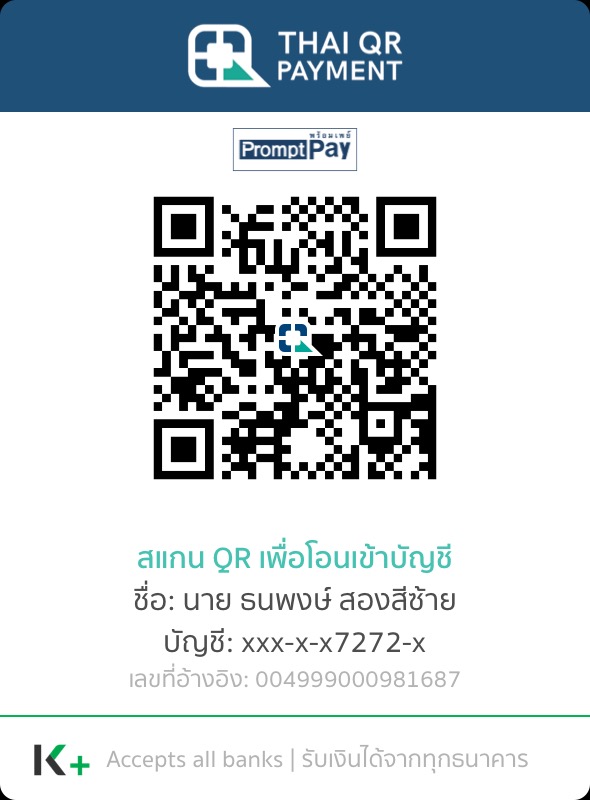 THAI QR
PAYMENT
พร้อมเพย์
PromptPay
สแกน QR เพื่อโอนเข้าบัญชี
ชื่อ: นาย ธนพงษ์ สองสีซ้าย
บัญชี: xxx-x-x7272-x
เลขที่อ้างอิง: 004999000981687
K+ Accepts all banks | รับเงินได้จากทุกธนาคาร